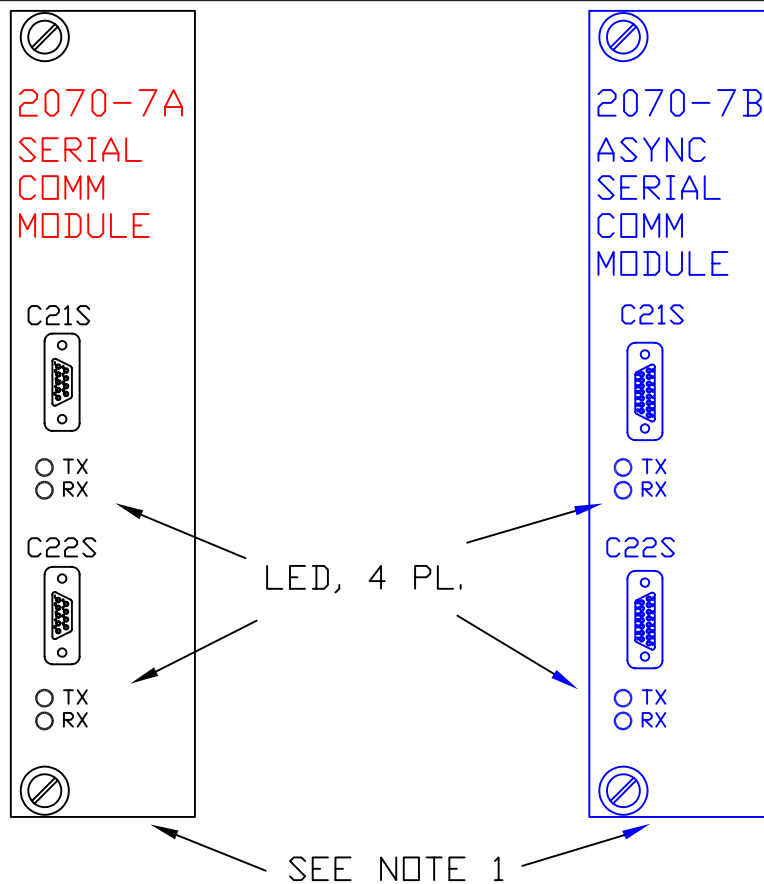 2070-7A
SERIAL
COMM
MODULE
C21S
TX
RX
C22S
TX
RX
2070-7B
ASYNC
SERIAL
COMM
MODULE
C21S
TX
RX
C22S
TX
RX
LED, 4 PL.
SEE NOTE 1